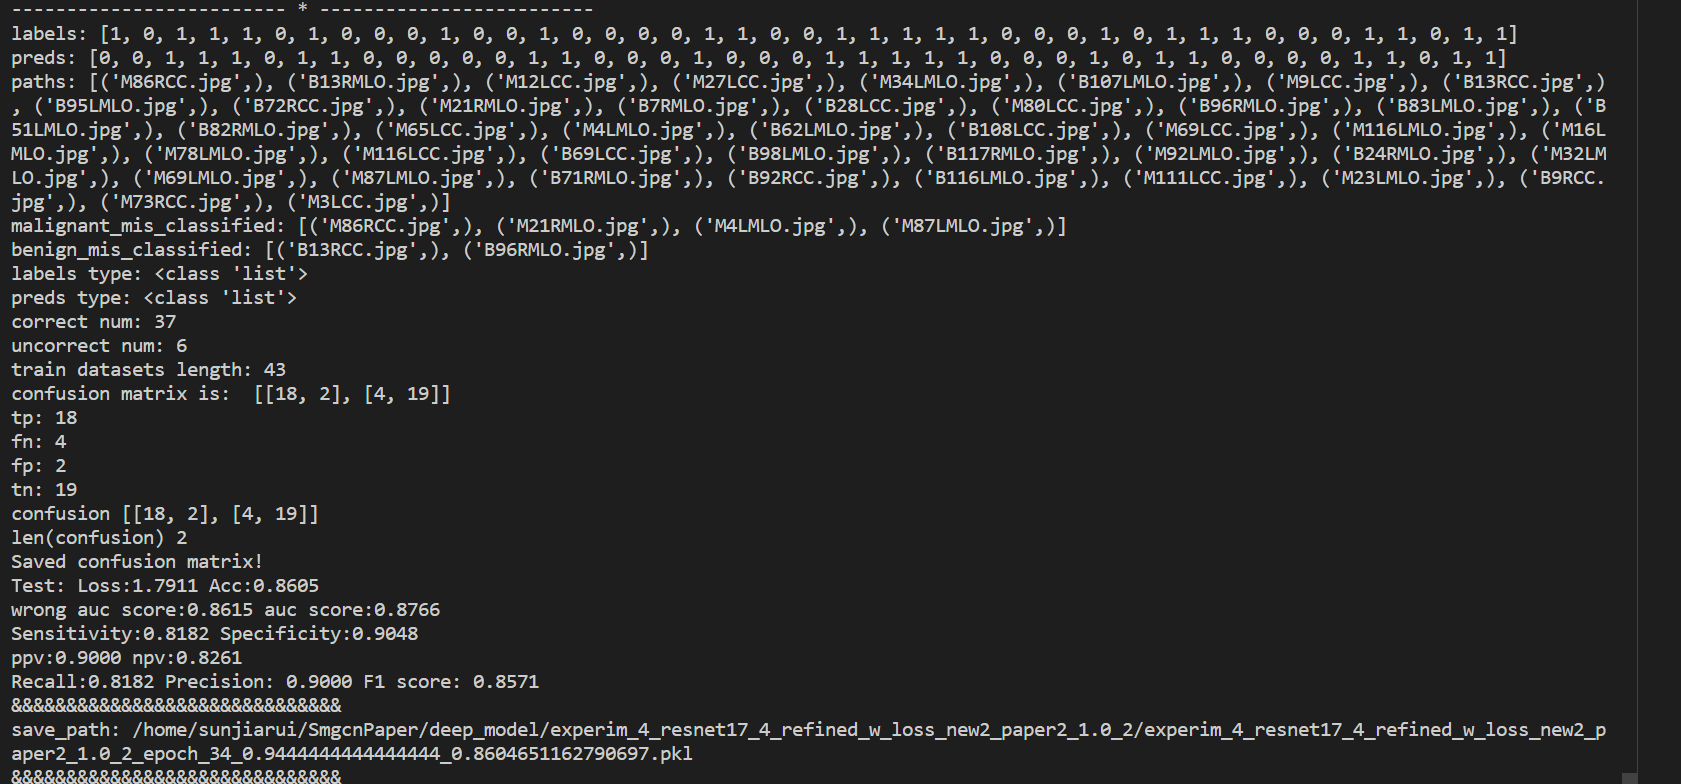 ------------------------- * -------------------------
labels: [1, 0, 1, 1, 1, 0, 1, 0, 0, 0, 1, 0, 0, 1, 0, 0, 0, 0, 1, 1, 0, 0, 1, 1, 1, 1, 1, 0, 0, 0, 1, 0, 1, 1, 1, 0, 0, 0, 1, 1, 0, 1, 1]
preds: [0, 0, 1, 1, 1, 0, 1, 1, 0, 0, 0, 0, 0, 1, 1, 0, 0, 0, 1, 0, 0, 0, 1, 1, 1, 1, 1, 0, 0, 0, 1, 0, 1, 1, 0, 0, 0, 0, 1, 1, 0, 1, 1]
paths: [('M86RCC.jpg',), ('B13RMLO.jpg',), ('M12LCC.jpg',), ('M27LCC.jpg',), ('M34LMLO.jpg',), ('B107LMLO.jpg',), ('M9LCC.jpg',), ('B13RCC.jpg',)
, ('B95LMLO.jpg',), ('B72RCC.jpg',), ('M21RMLO.jpg',), ('B7RMLO.jpg',), ('B28LCC.jpg',), ('M80LCC.jpg',), ('B96RMLO.jpg',), ('B83LMLO.jpg',), ('B
51LMLO.jpg',), ('B82RMLO.jpg',), ('M65LCC.jpg',), ('M4LMLO.jpg',), ('B62LMLO.jpg',), ('B108LCC.jpg',), ('M69LCC.jpg',), ('M116LMLO.jpg',), ('M16L
MLO.jpg',), ('M78LMLO.jpg',), ('M116LCC.jpg',), ('B69LCC.jpg',), ('B98LMLO.jpg',), ('B117RMLO.jpg',), ('M92LMLO.jpg',), ('B24RMLO.jpg',), ('M32LM
LO.jpg',), ('M69LMLO.jpg',), ('M87LMLO.jpg',), ('B71RMLO.jpg',), ('B92RCC.jpg',), ('B116LMLO.jpg',), ('M111LCC.jpg',), ('M23LMLO.jpg',), ('B9RCC.
jpg',), ('M73RCC.jpg',), ('M3LCC.jpg',)]
malignant_mis_classified: [('M86RCC.jpg',), ('M21RMLO.jpg',), ('M4LMLO.jpg',), ('M87LMLO.jpg',)]
benign_mis_classified: [('B13RCC.jpg',), ('B96RMLO.jpg',)]
labels type: <class 'list'>
preds type: <class 'list'>
correct num: 37
uncorrect num: 6
train datasets length: 43
confusion matrix is:  [[18, 2], [4, 19]]
tp: 18
fn: 4
fp: 2
tn: 19
confusion [[18, 2], [4, 19]]
len(confusion) 2
Saved confusion matrix!
Test: Loss:1.7911 Acc:0.8605
wrong auc score:0.8615 auc score:0.8766
Sensitivity:0.8182 Specificity:0.9048
ppv:0.9000 npv:0.8261
Recall:0.8182 Precision: 0.9000 F1 score: 0.8571
&&&&&&&&&&&&&&&&&&&&&&&&&&&&&&
save_path: /home/sunjiarui/SmgcnPaper/deep_model/experim_4_resnet17_4_refined_w_loss_new2_paper2_1.0_2/experim_4_resnet17_4_refined_w_loss_new2_p
aper2_1.0_2_epoch_34_0.9444444444444444_0.8604651162790697.pkl
&&&&&&&&&&&&&&&&&&&&&&&&&&&&&&